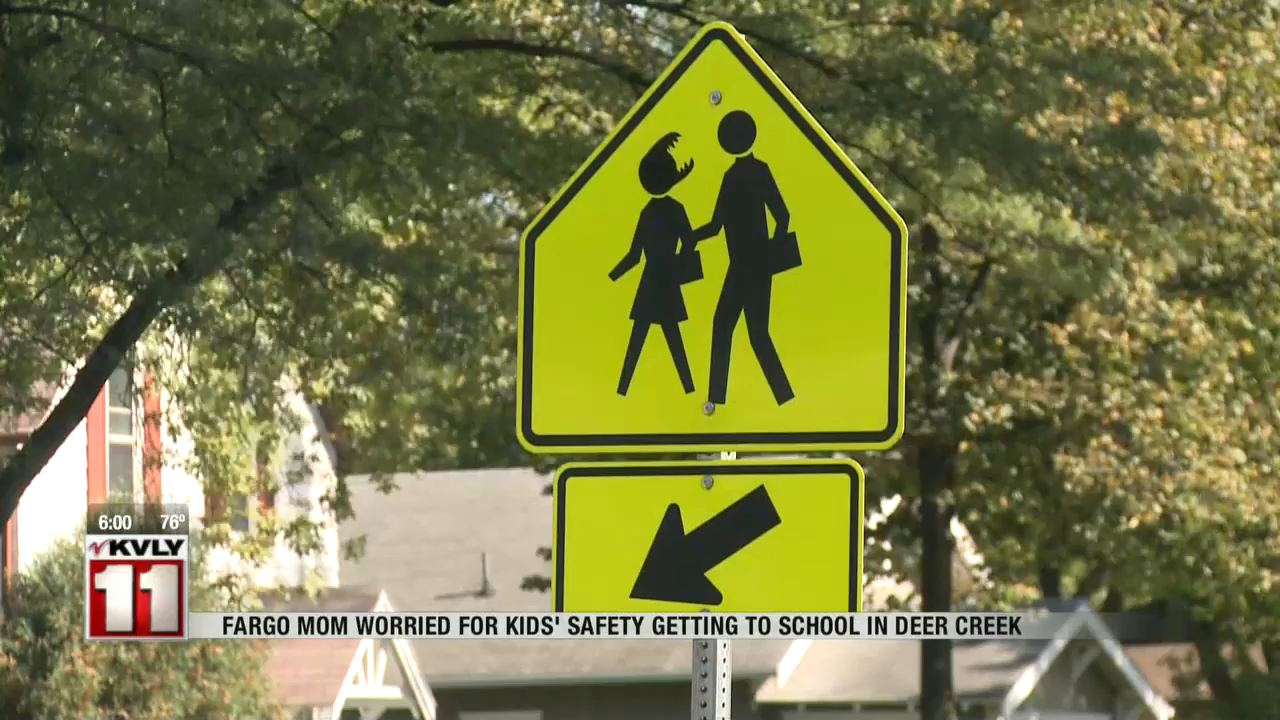 6:00 76°
KVLY
11
FARGO MOM WORRIED FOR KIDS' SAFETY GETTING TO SCHOOL IN DEER CREEK